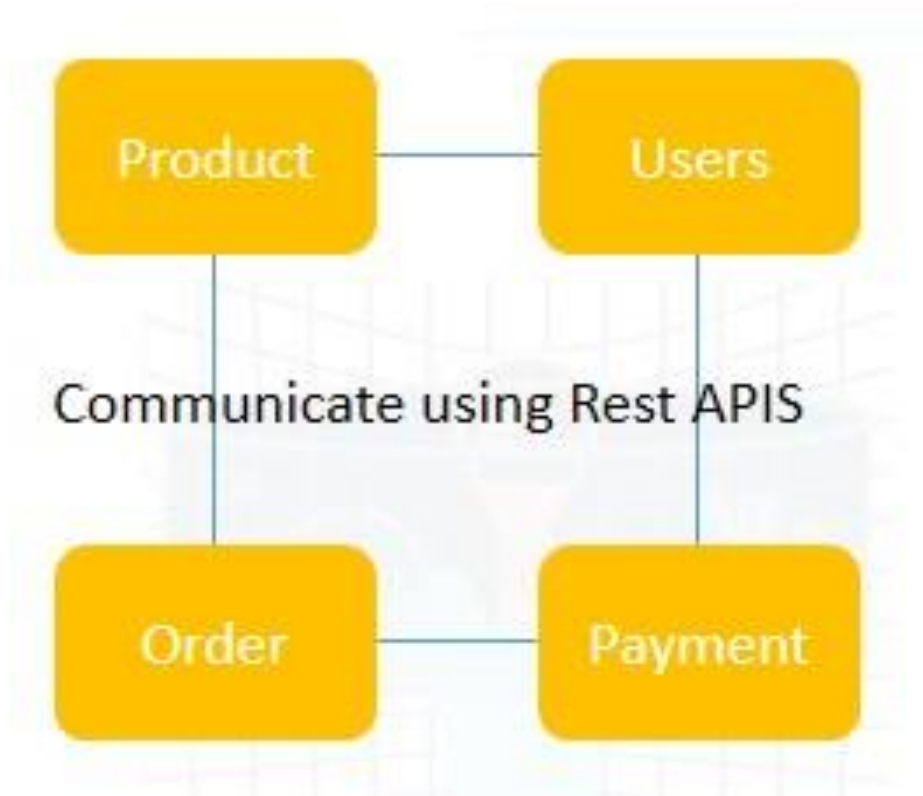 Product
Users
Communicate using Rest APIS
Order
Payment